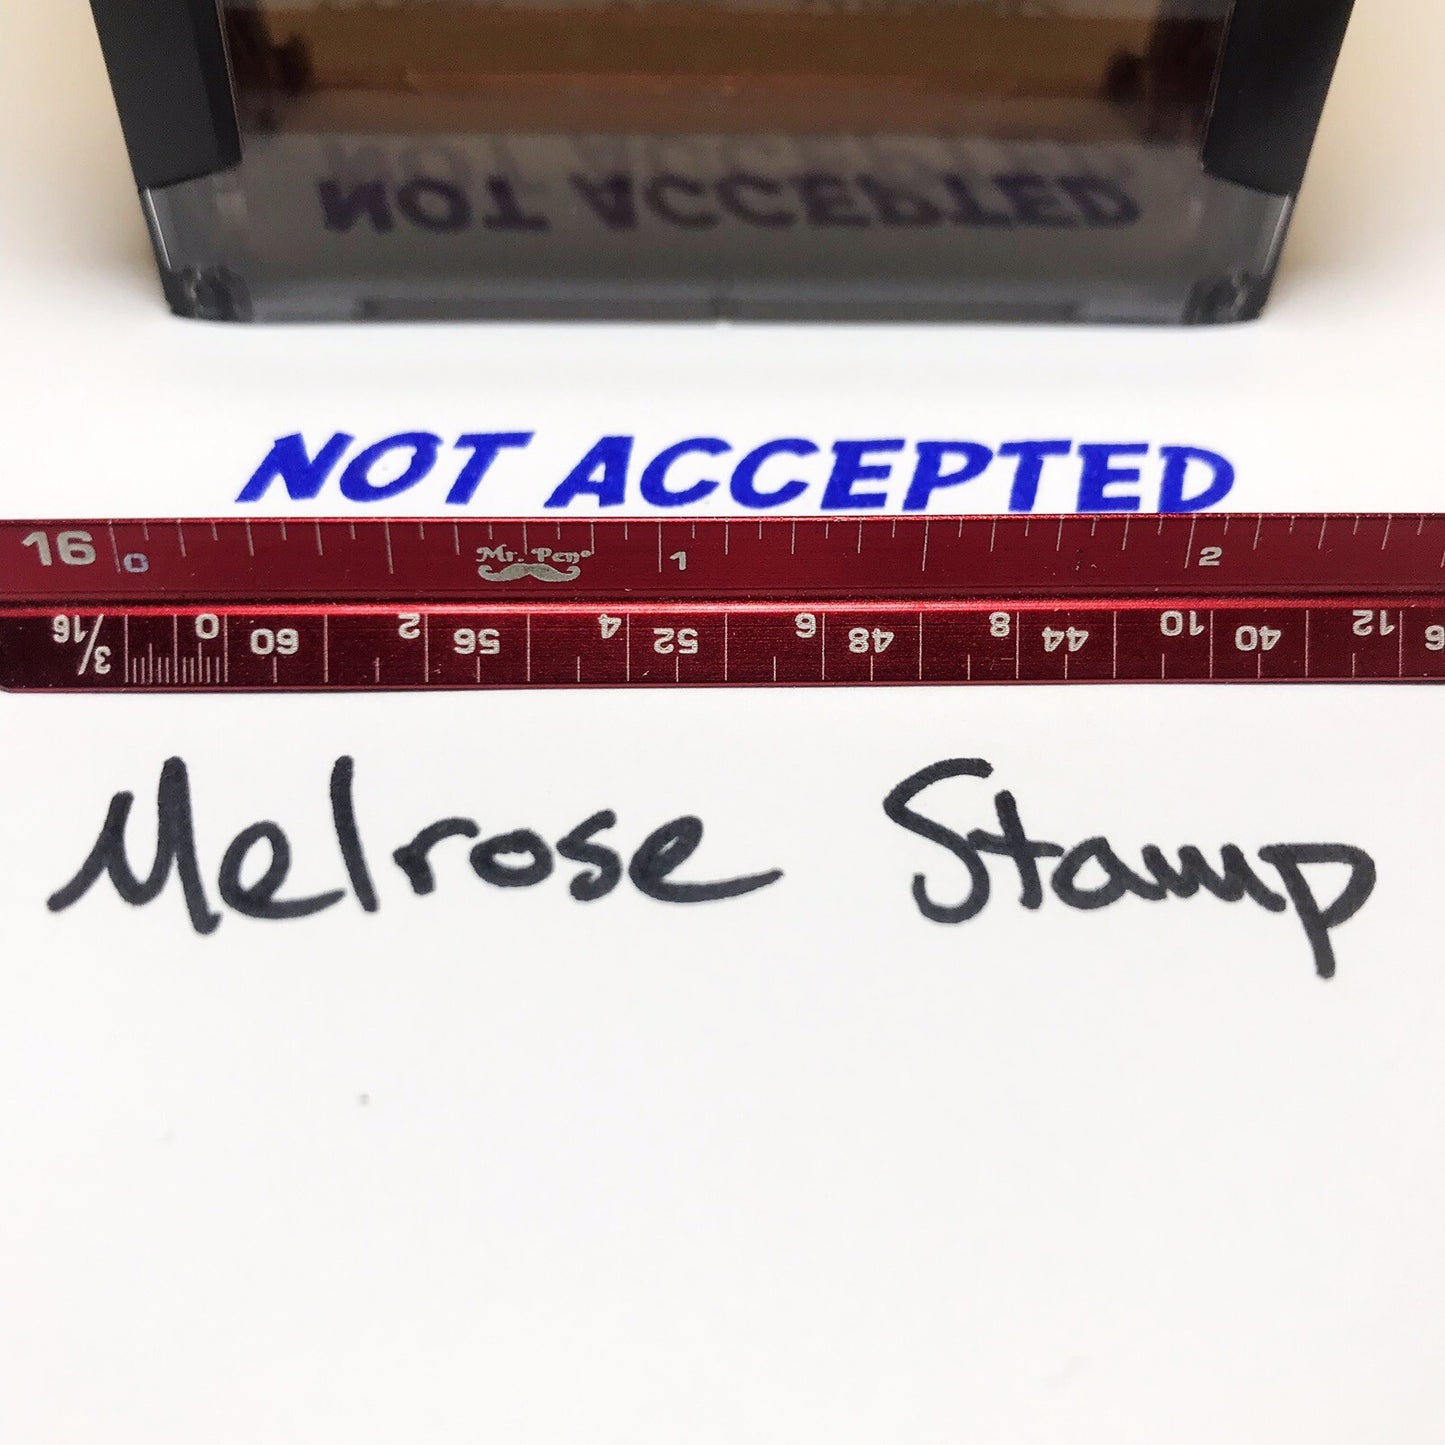 NOT ACCEPTED
NOT ACCEPTED
16 0 Mr. Pen® 1 2
3/16 0 60 2 56 4 52 6 48 8 44 10 40 12
Melrose Stamp